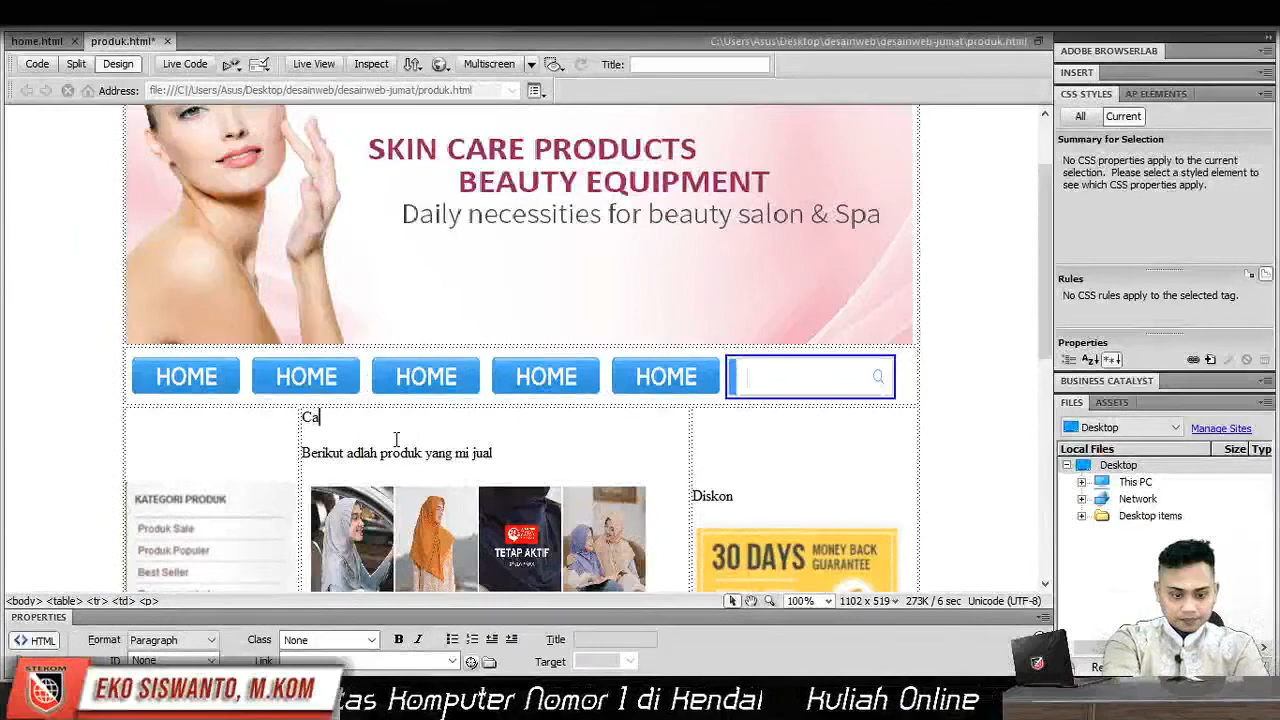 home.html
produk.html*
C:\Users\Asus\Desktop\desainweb\desainweb-jumat\produk.html
Code Split Design Live Code Live View Inspect Multiscreen Title:
Address: file:///C|/Users/Asus/Desktop/desainweb/desainweb-jumat/produk.html
SKIN CARE PRODUCTS
BEAUTY EQUIPMENT
Daily necessities for beauty salon & Spa
HOME HOME HOME HOME HOME
Ca
Berikut adlah produk yang mi jual
KATEGORI PRODUK
Produk Sale
Produk Populer
Best Seller
TETAP AKTIF
Diskon
30 DAYS MONEY BACK
GUARANTEE
<body> <table> <tr> <td> <p>
100% 1102 x 519 273K / 6 sec Unicode (UTF-8)
PROPERTIES
HTML Format Paragraph Class None B I Title
ID None Link Target
ADOBE BROWSERLAB
INSERT
CSS STYLES AP ELEMENTS
All Current
Summary for Selection
No CSS properties apply to the current
selection. Please select a styled element
to see which CSS properties apply.
Rules
No CSS rules apply to the selected tag.
Properties
BUSINESS CATALYST
FILES ASSETS
Desktop Manage Sites
Local Files Size Typ
Desktop
This PC
Network
Desktop items
STEKOM
EKO SISWANTO, M.KOM
tas Komputer Nomor 1 di Kendal Kuliah Online